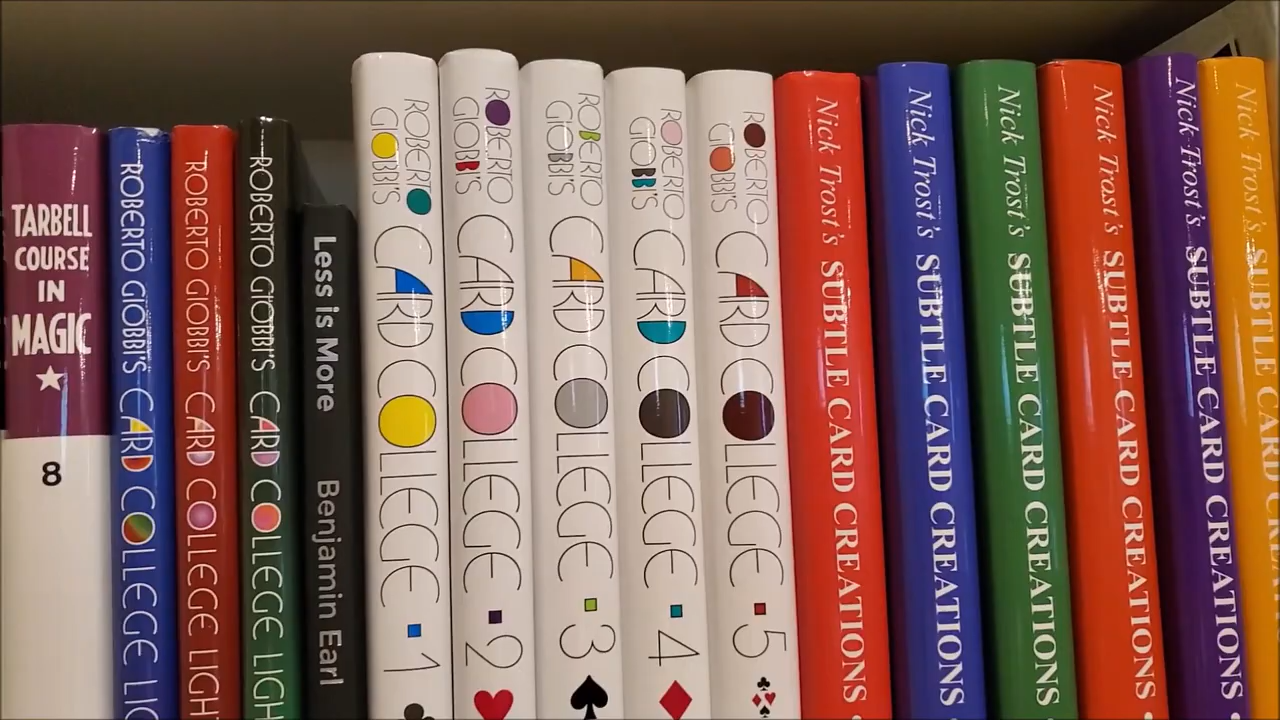 TARBELL
COURSE
IN
MAGIC
8
ROBERTO GIOBBI'S CARD COLLEGE LIG
ROBERTO GIOBBI'S CARD COLLEGE LIGHT
ROBERTO GIOBBI'S CARD COLLEGE LIGH
Less is More Benjamin Earl
ROBERTO
GIOBBI'S
CARD COLLEGE 1
ROBERTO
GIOBBI'S
CARD COLLEGE 2
ROBERTO
GIOBBI'S
CARD COLLEGE 3
ROBERTO
GIOBBI'S
CARD COLLEGE 4
ROBERTO
GIOBBI'S
CARD COLLEGE 5
Nick Trost's SUBTLE CARD CREATIONS
Nick Trost's SUBTLE CARD CREATIONS
Nick Trost's SUBTLE CARD CREATIONS
Nick Trost's SUBTLE CARD CREATIONS
Nick Trost's SUBTLE CARD CREATIONS
Nick Trost's SUBTLE CARD CREA